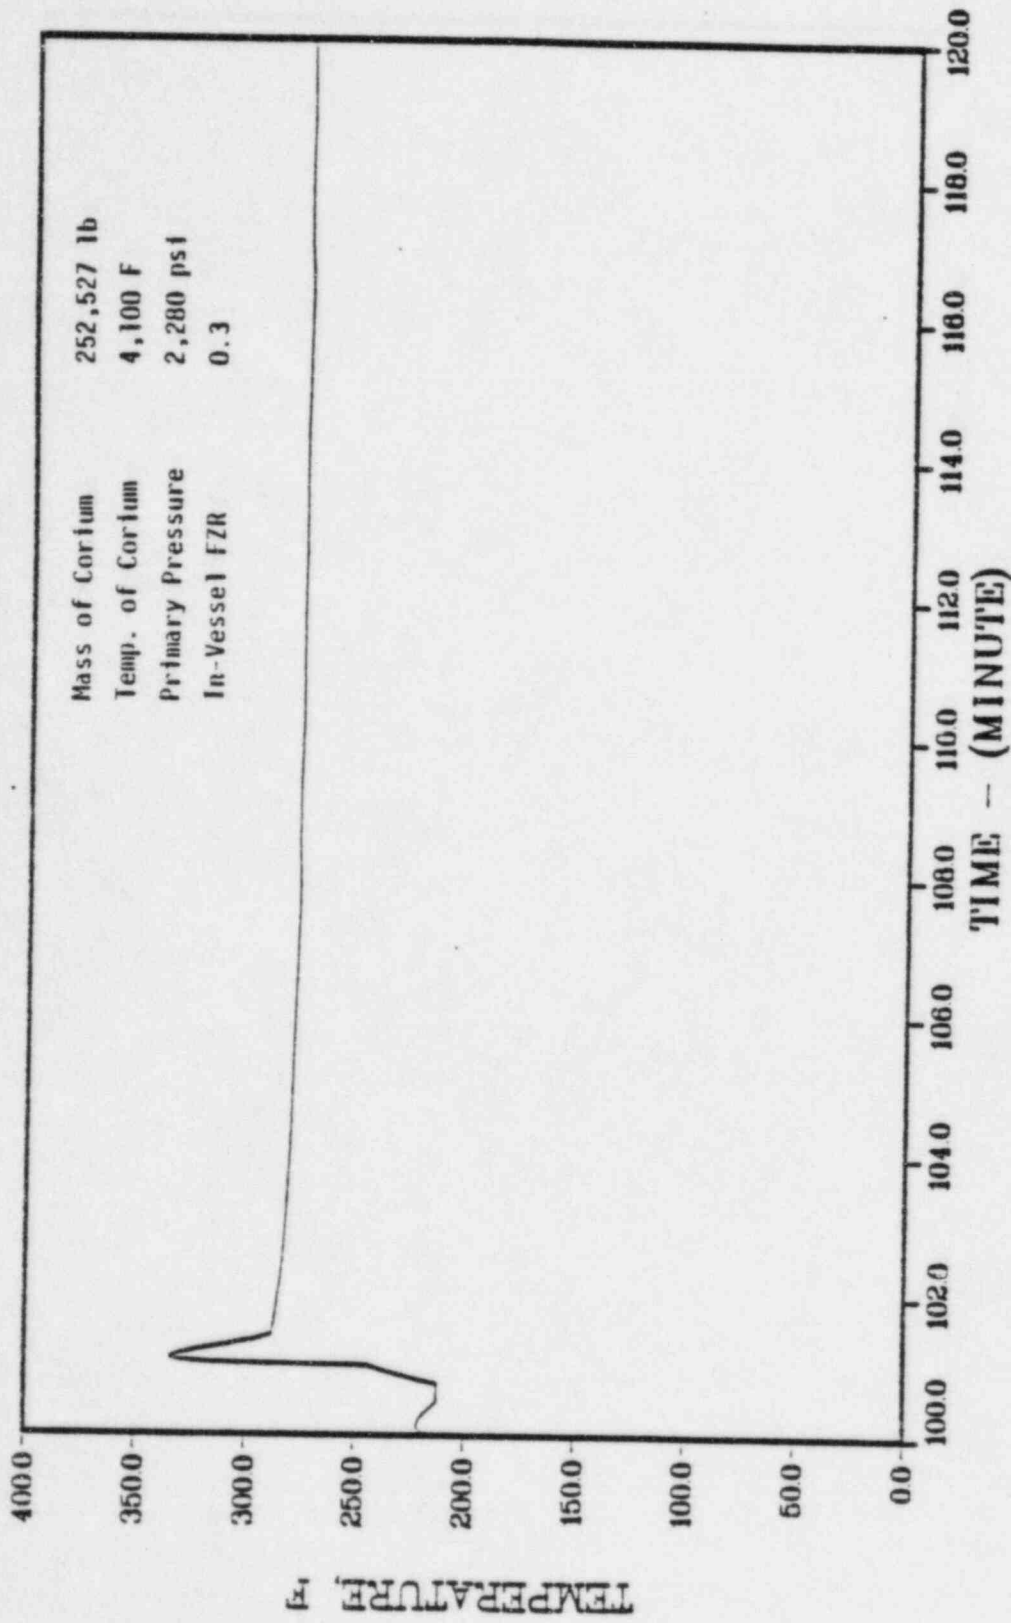 TEMPERATURE, F
400.0
350.0
300.0
250.0
200.0
150.0
100.0
50.0
0.0
Mass of Corium 252,527 lb
Temp. of Corium 4,100 F
Primary Pressure 2,280 psi
In-Vessel FZR 0.3
100.0 102.0 104.0 106.0 108.0 110.0 112.0 114.0 116.0 118.0 120.0
TIME – (MINUTE)